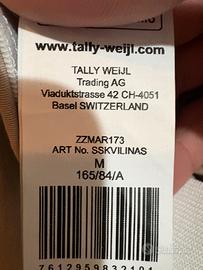 www.tally-weijl.com
TALLY WEIJL
Trading AG
Viaduktstrasse 42 CH-4051
Basel SWITZERLAND
ZZMAR173
ART No. SSKVILINAS
M
165/84/A